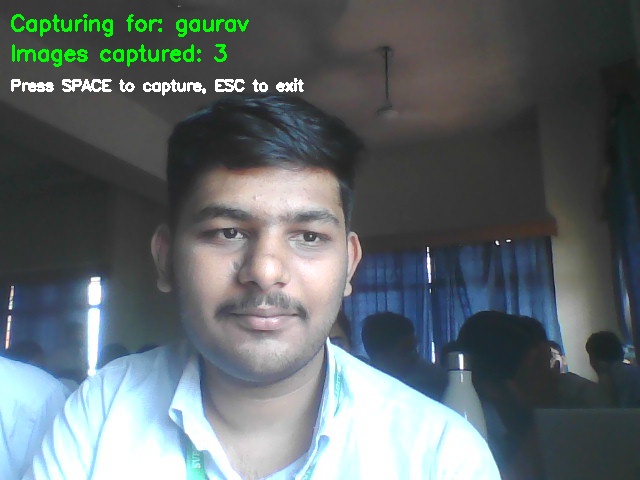 Capturing for: gaurav
Images captured: 3
Press SPACE to capture, ESC to exit